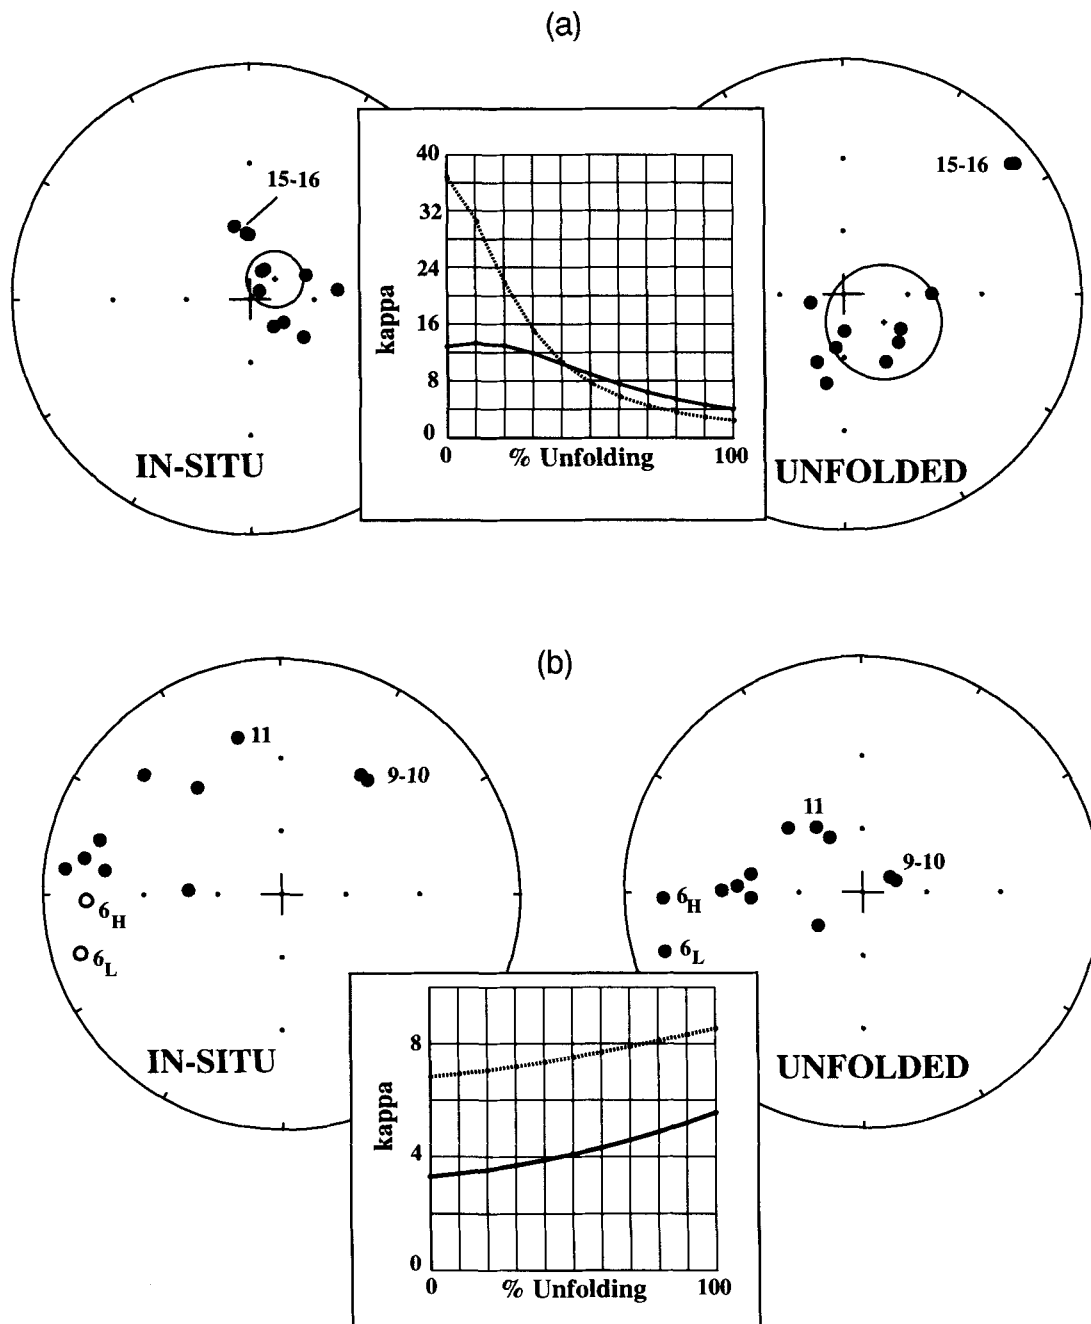 (a)
15-16
15-16
40
32
24
16
8
0
kappa
0 % Unfolding 100
IN-SITU
UNFOLDED
(b)
11
9-10
6H
6L
IN-SITU
11
9-10
6H
6L
UNFOLDED
8
4
0
kappa
0 % Unfolding 100